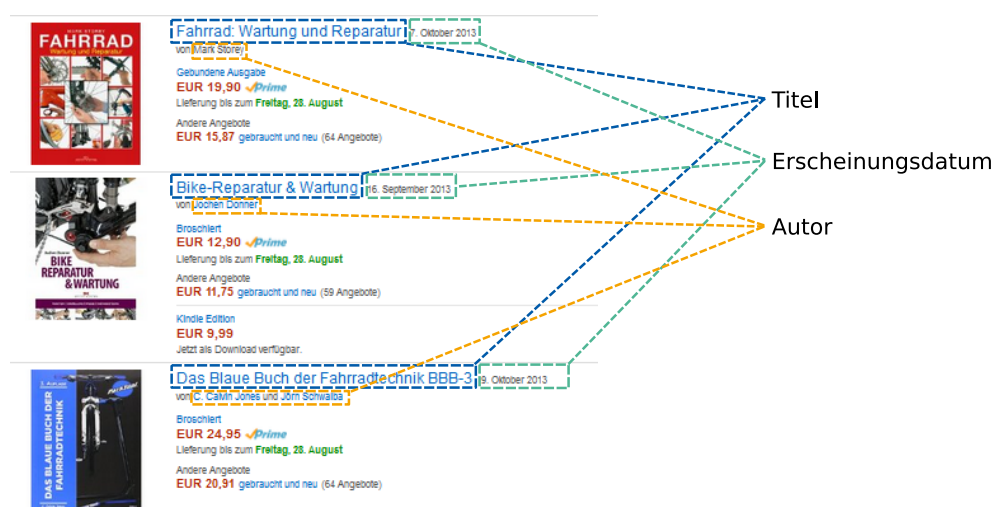 MARK STOREY
FAHRRAD
Wartung und Reparatur
Fahrrad: Wartung und Reparatur 7. Oktober 2013
von Mark Storey
Gebundene Ausgabe
EUR 19,90 Prime
Lieferung bis zum Freitag, 28. August
Andere Angebote
EUR 15,87 gebraucht und neu (64 Angebote)
Titel
Erscheinungsdatum
Autor
BIKE
REPARATUR
& WARTUNG
Bike-Reparatur & Wartung 16. September 2013
von Jochen Donner
Broschiert
EUR 12,90 Prime
Lieferung bis zum Freitag, 28. August
Andere Angebote
EUR 11,75 gebraucht und neu (59 Angebote)
Kindle Edition
EUR 9,99
Jetzt als Download verfügbar.
DAS BLAUE BUCH DER
FAHRRADTECHNIK
Das Blaue Buch der Fahrradtechnik BBB-3 9. Oktober 2013
von C. Calvin Jones und Jörn Schwalba
Broschiert
EUR 24,95 Prime
Lieferung bis zum Freitag, 28. August
Andere Angebote
EUR 20,91 gebraucht und neu (64 Angebote)